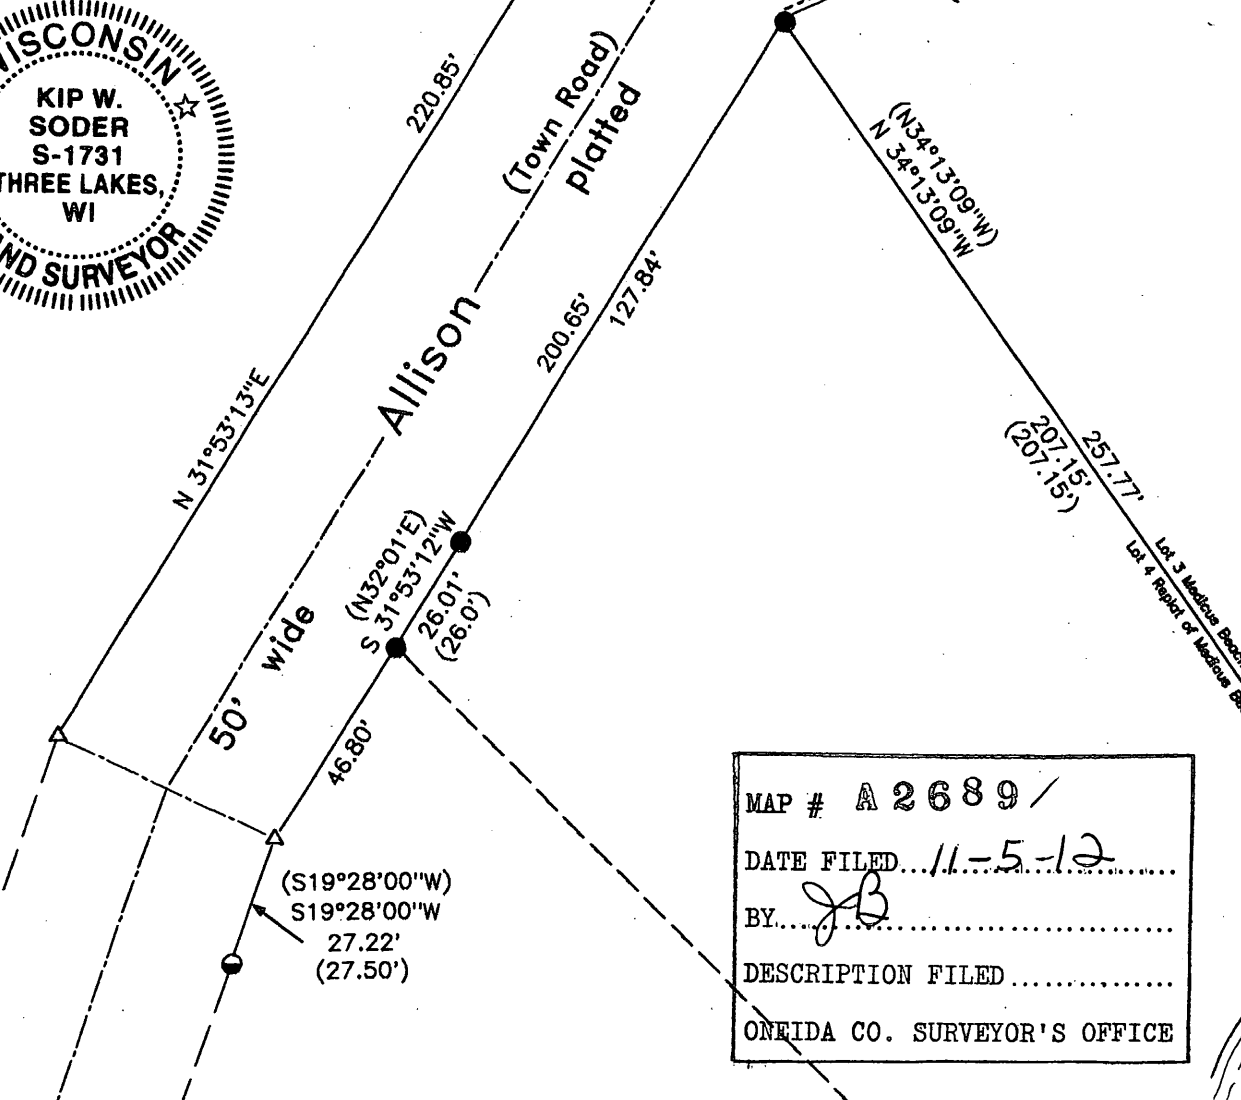 WISCONSIN
KIP W.
SODER
S-1731
THREE LAKES,
WI
AND SURVEYOR
220.85'
(Town Road)
platted
(N34°13'09"W)
N 34°13'09"W
200.65'
127.84'
Allison
N 31°53'13"E
207.15'
(207.15')
257.77'
Lot 3 Medicus Beach
Lot 4 Replat of Medicus Be
(N32°01'E)
S 31°53'12"W
26.01'
(26.0')
wide
50'
46.80'
(S19°28'00"W)
S19°28'00"W
27.22'
(27.50')
MAP # A2689/
DATE FILED 11-5-12
BY JB
DESCRIPTION FILED
ONEIDA CO. SURVEYOR'S OFFICE